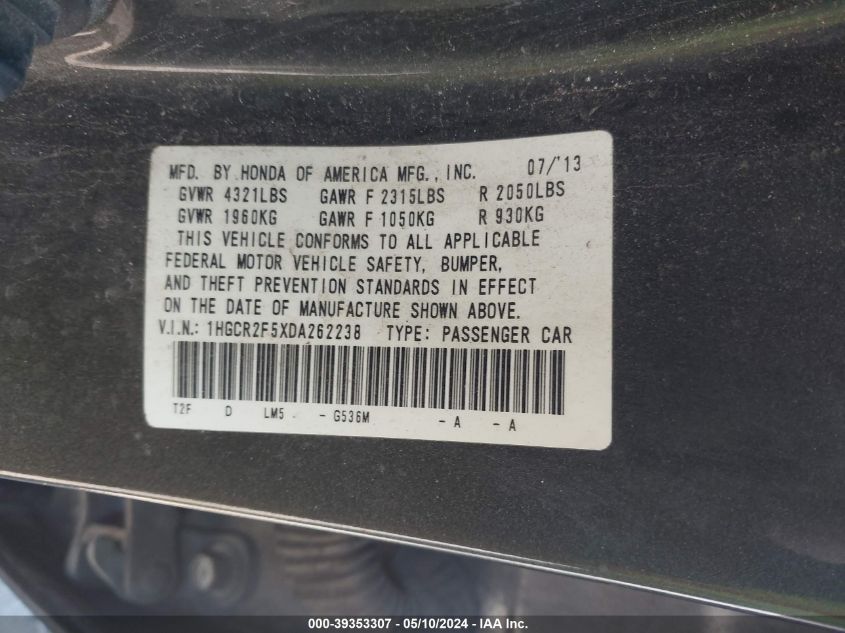 MFD. BY HONDA OF AMERICA MFG., INC. 07/'13
GVWR 4321LBS GAWR F 2315LBS R 2050LBS
GVWR 1960KG GAWR F 1050KG R 930KG
THIS VEHICLE CONFORMS TO ALL APPLICABLE
FEDERAL MOTOR VEHICLE SAFETY, BUMPER,
AND THEFT PREVENTION STANDARDS IN EFFECT
ON THE DATE OF MANUFACTURE SHOWN ABOVE.
V.I.N.: 1HGCR2F5XDA262238 TYPE: PASSENGER CAR
T2F D LM5 - G536M - A - A
000-39353307 - 05/10/2024 - IAA Inc.